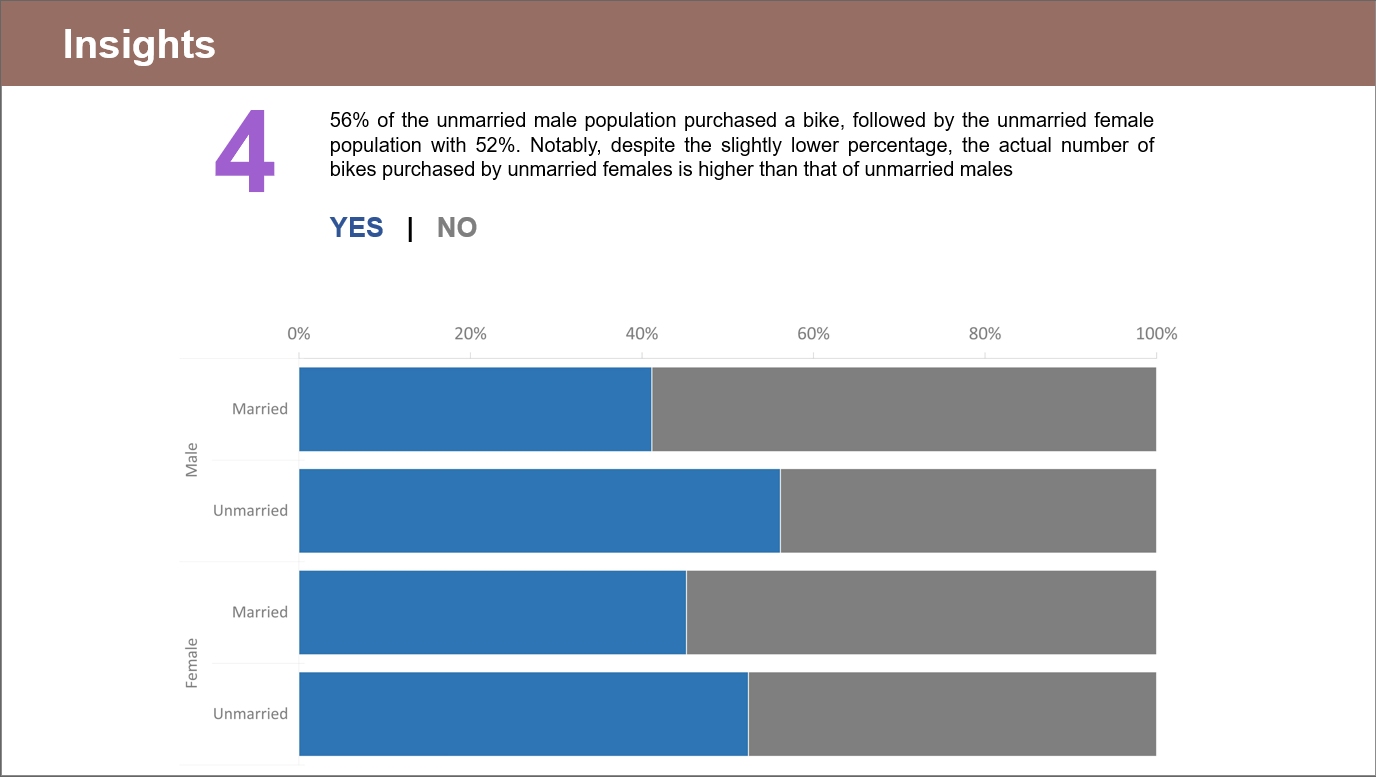 Insights
4
56% of the unmarried male population purchased a bike, followed by the unmarried female
population with 52%. Notably, despite the slightly lower percentage, the actual number of
bikes purchased by unmarried females is higher than that of unmarried males
YES | NO
0% 20% 40% 60% 80% 100%
Male
Married
Unmarried
Female
Married
Unmarried